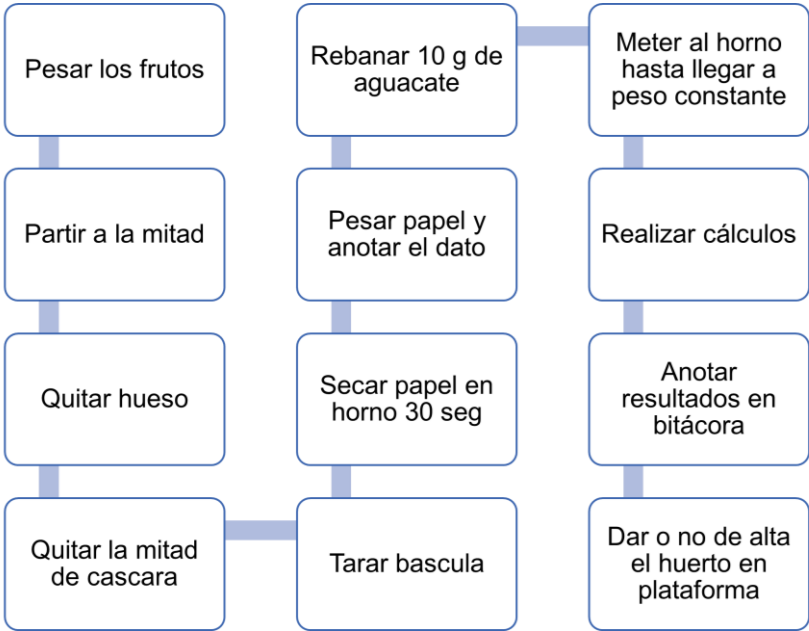 Pesar los frutos
Partir a la mitad
Quitar hueso
Quitar la mitad
de cascara
Tarar bascula
Secar papel en
horno 30 seg
Pesar papel y
anotar el dato
Rebanar 10 g de
aguacate
Meter al horno
hasta llegar a
peso constante
Realizar cálculos
Anotar
resultados en
bitácora
Dar o no de alta
el huerto en
plataforma